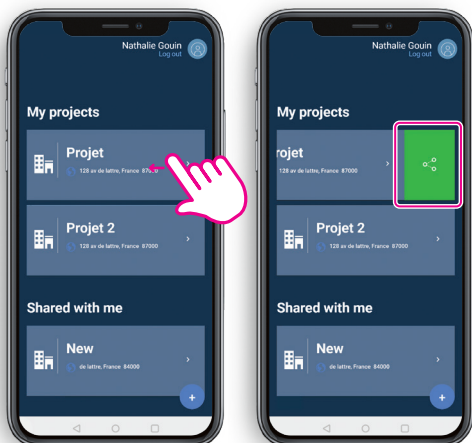 Nathalie Gouin
Log out
My projects
Projet
128 av de lattre, France 87000
Projet 2
128 av de lattre, France 87000
Shared with me
New
de lattre, France 84000
+
Nathalie Gouin
Log out
My projects
rojet
128 av de lattre, France 87000
Projet 2
128 av de lattre, France 87000
Shared with me
New
de lattre, France 84000
+